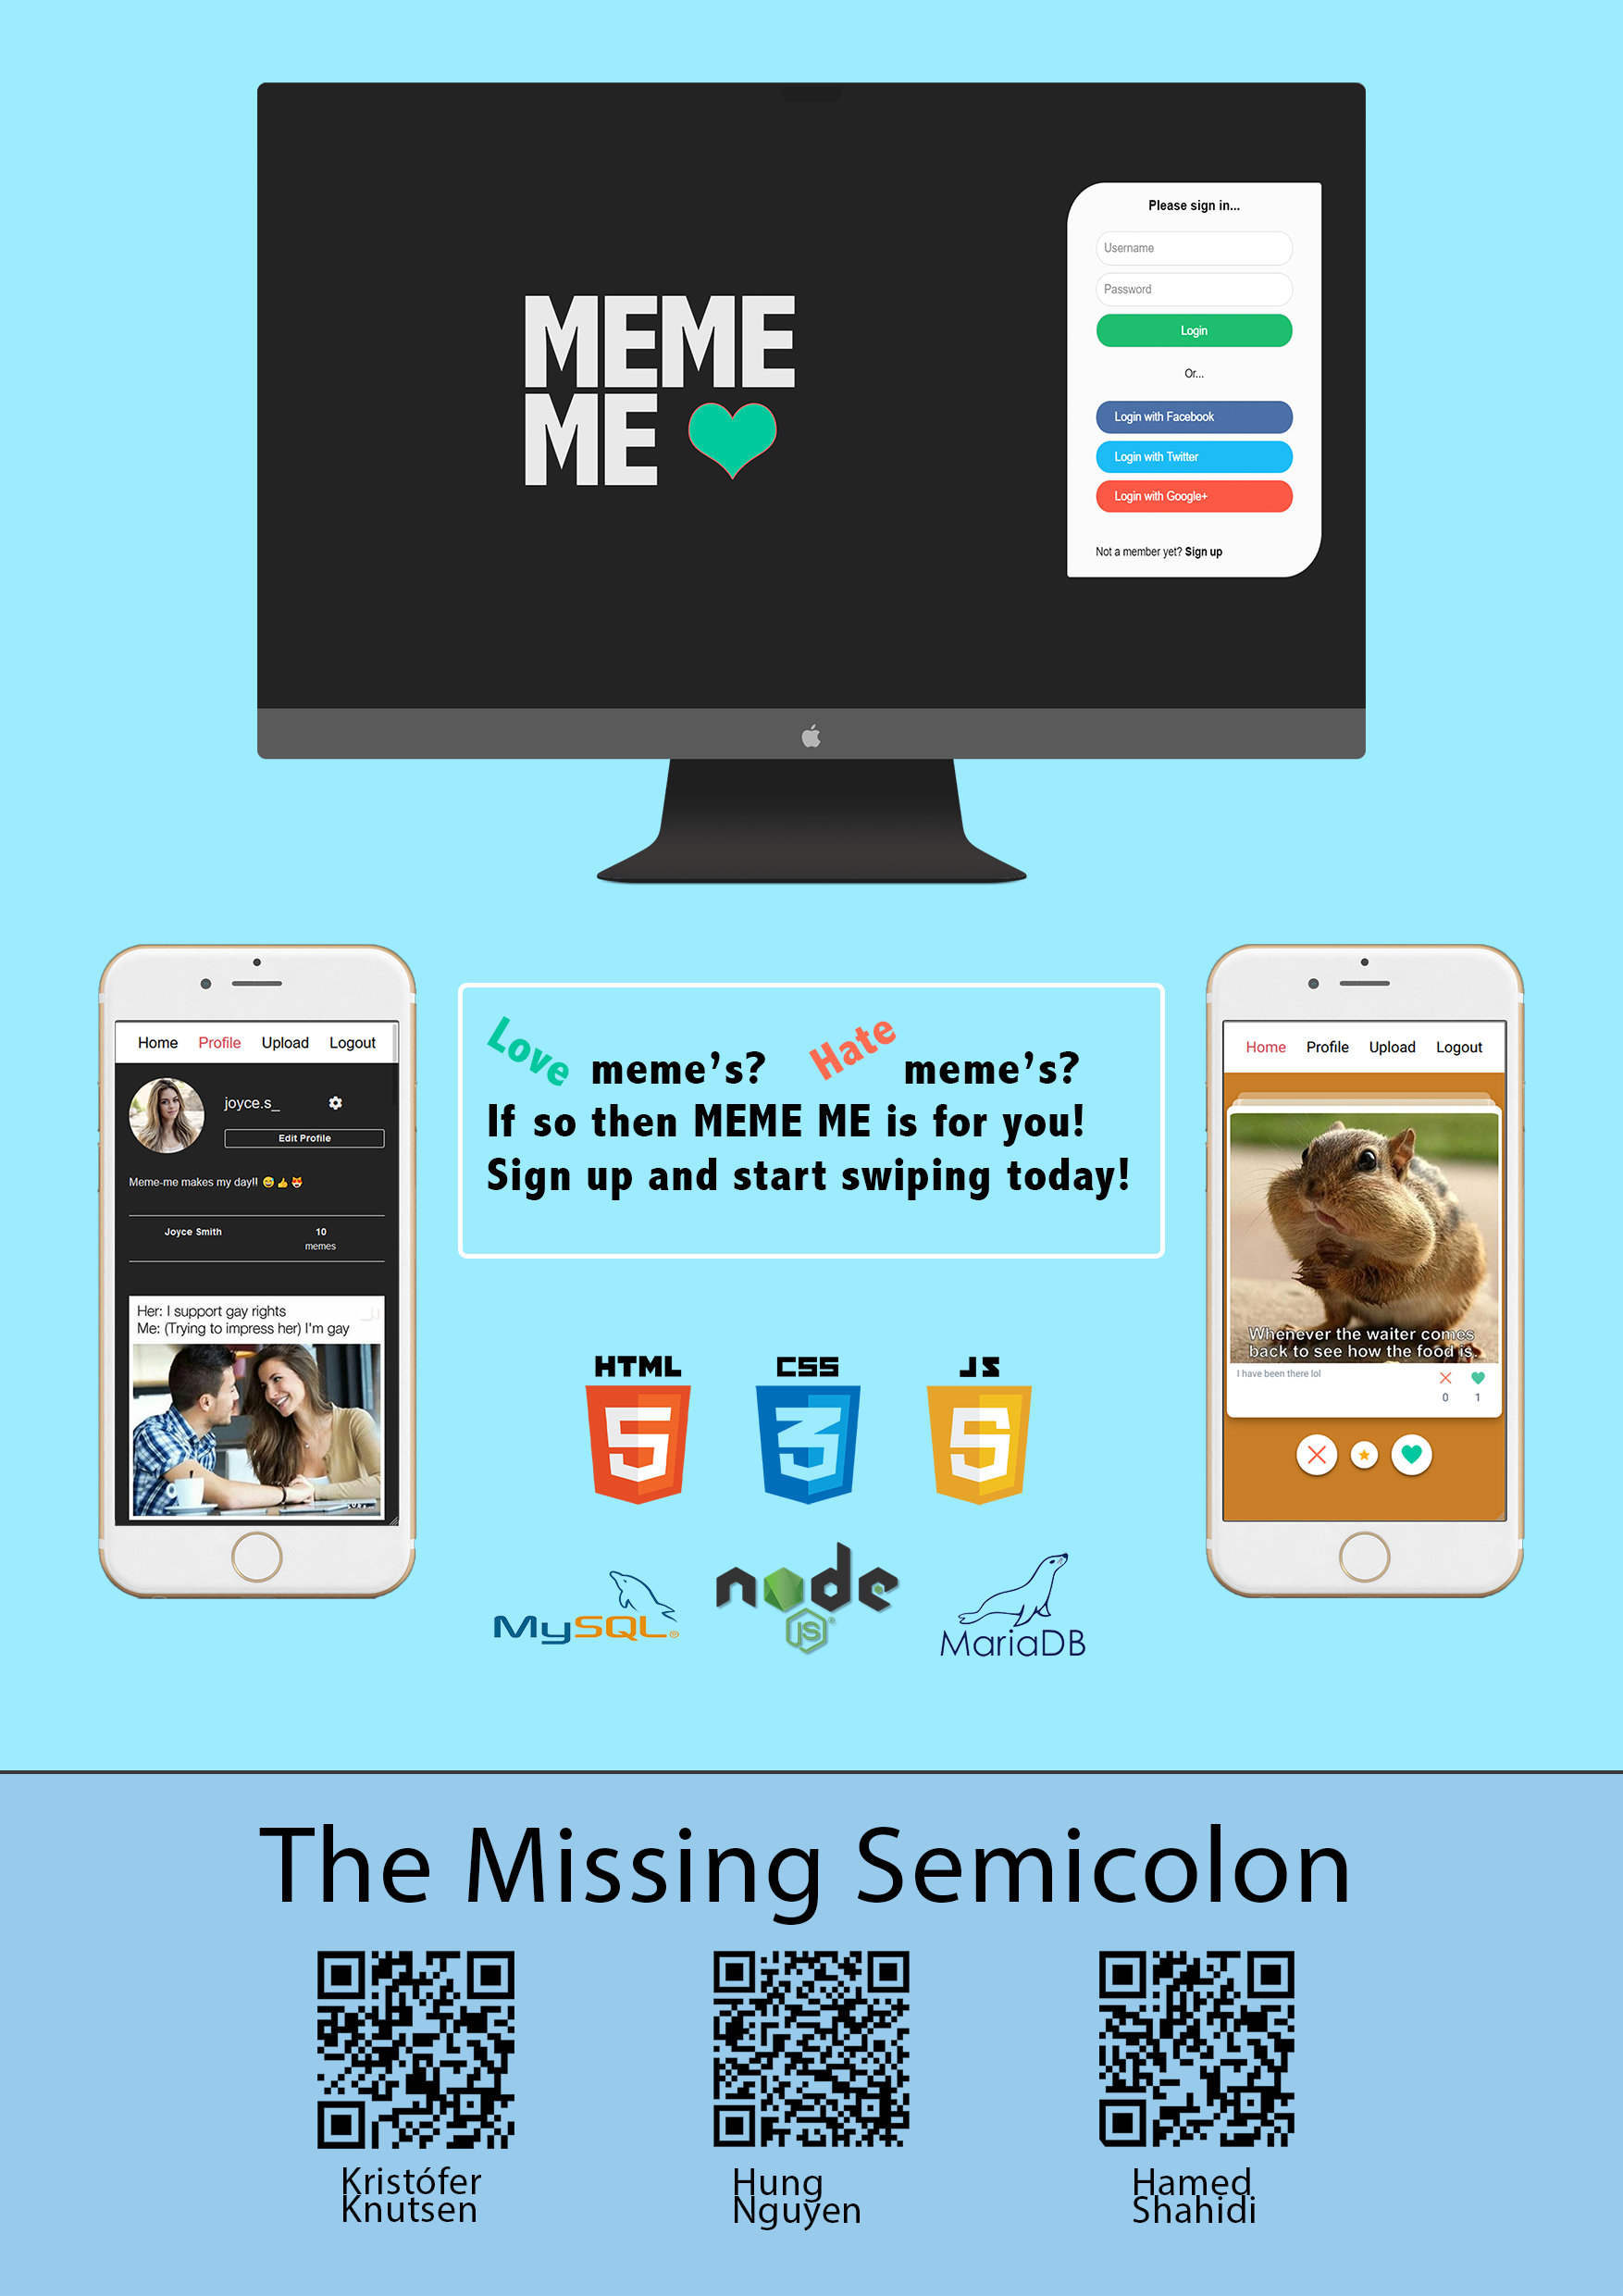 MEME
ME
Please sign in...
Username
Password
Login
Or...
Login with Facebook
Login with Twitter
Login with Google+
Not a member yet? Sign up
Home Profile Upload Logout
joyce.s_
Edit Profile
Meme-me makes my day!! 😅👍😻
Joyce Smith 10
memes
Her: I support gay rights
Me: (Trying to impress her) I'm gay
Love meme's? Hate meme's?
If so then MEME ME is for you!
Sign up and start swiping today!
Home Profile Upload Logout
Whenever the waiter comes
back to see how the food is.
I have been there lol
0 1
HTML CSS JS
5 3 5
MySQL® node JS® MariaDB
The Missing Semicolon
Kristófer
Knutsen
Hung
Nguyen
Hamed
Shahidi